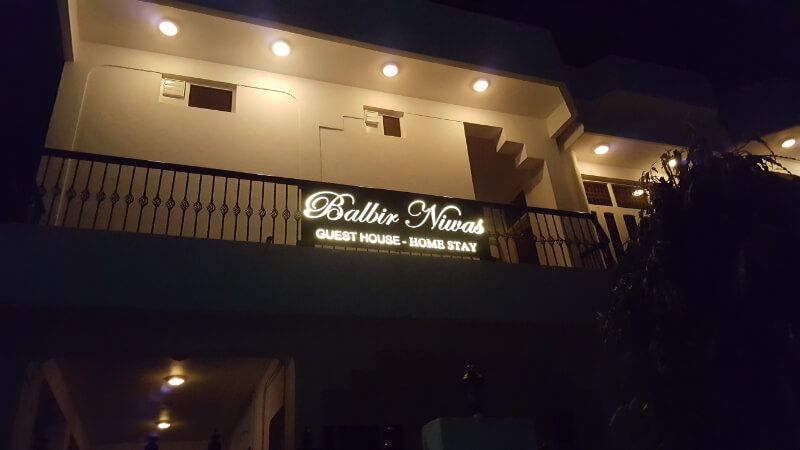 Balbir Niwas
GUEST HOUSE - HOME STAY